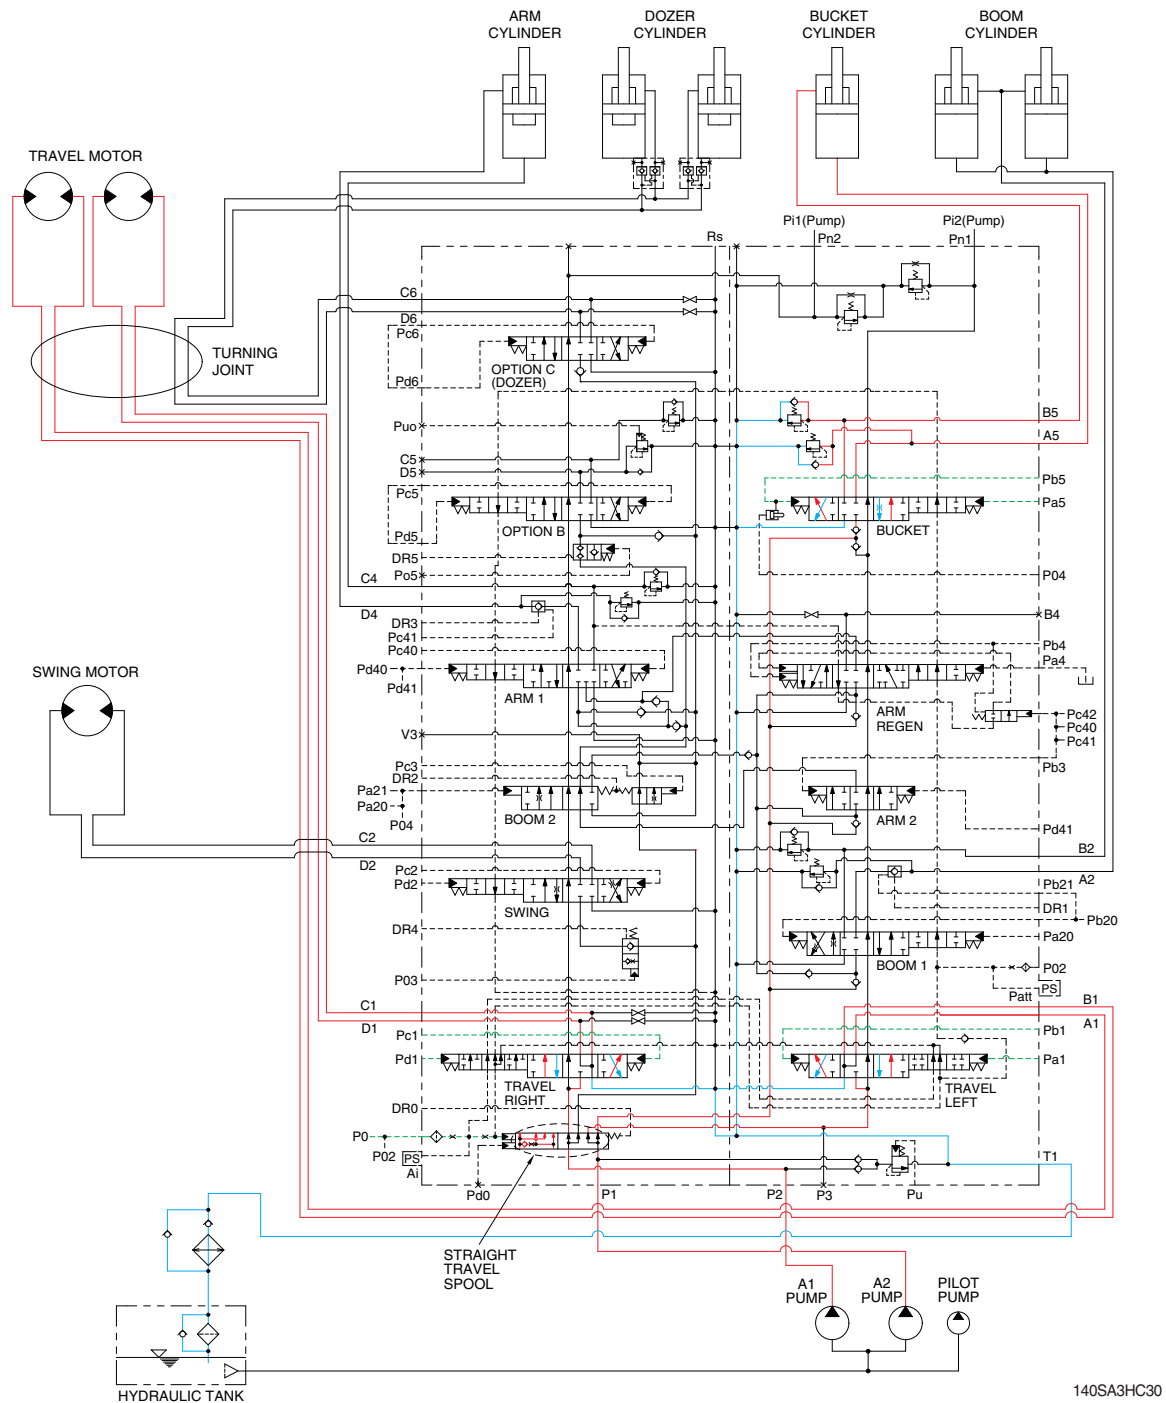 ARM
CYLINDER
DOZER
CYLINDER
BUCKET
CYLINDER
BOOM
CYLINDER
TRAVEL MOTOR
TURNING
JOINT
Pi1(Pump)
Pi2(Pump)
Rs
Pn2
Pn1
C6
D6
Pc6
Pd6
OPTION C
(DOZER)
Puo
C5
D5
Pc5
Pd5
OPTION B
DR5
Po5
B5
A5
Pb5
Pa5
BUCKET
P04
C4
D4
DR3
Pc41
Pc40
Pd40
Pd41
ARM 1
B4
Pb4
Pa4
ARM
REGEN
Pc42
Pc40
Pc41
SWING MOTOR
V3
Pc3
DR2
Pa21
Pa20
P04
BOOM 2
Pb3
ARM 2
Pd41
C2
D2
Pc2
Pd2
SWING
B2
A2
Pb21
DR1
Pb20
Pa20
BOOM 1
DR4
P03
P02
PS
Patt
C1
D1
Pc1
Pd1
TRAVEL
RIGHT
B1
A1
Pb1
Pa1
TRAVEL
LEFT
DR0
P0
P02
PS
Ai
Pd0
P1
P2
P3
Pu
T1
STRAIGHT
TRAVEL
SPOOL
A1
PUMP
A2
PUMP
PILOT
PUMP
HYDRAULIC TANK
140SA3HC30